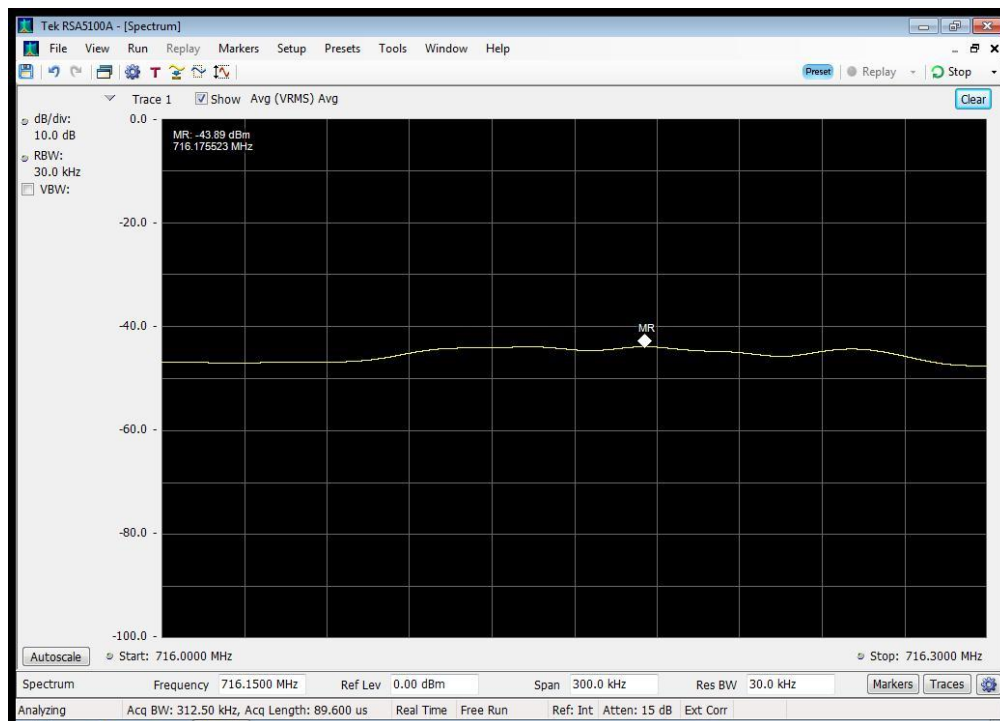 Tek RSA5100A - [Spectrum]
File View Run Replay Markers Setup Presets Tools Window Help
T Preset Replay Stop
Trace 1 Show Avg (VRMS) Avg Clear
dB/div:
10.0 dB
RBW:
30.0 kHz
VBW:
0.0
MR: -43.89 dBm
716.175523 MHz
-20.0
-40.0
MR
-60.0
-80.0
-100.0
Autoscale Start: 716.0000 MHz Stop: 716.3000 MHz
Spectrum Frequency 716.1500 MHz Ref Lev 0.00 dBm Span 300.0 kHz Res BW 30.0 kHz Markers Traces
Analyzing Acq BW: 312.50 kHz, Acq Length: 89.600 us Real Time Free Run Ref: Int Atten: 15 dB Ext Corr